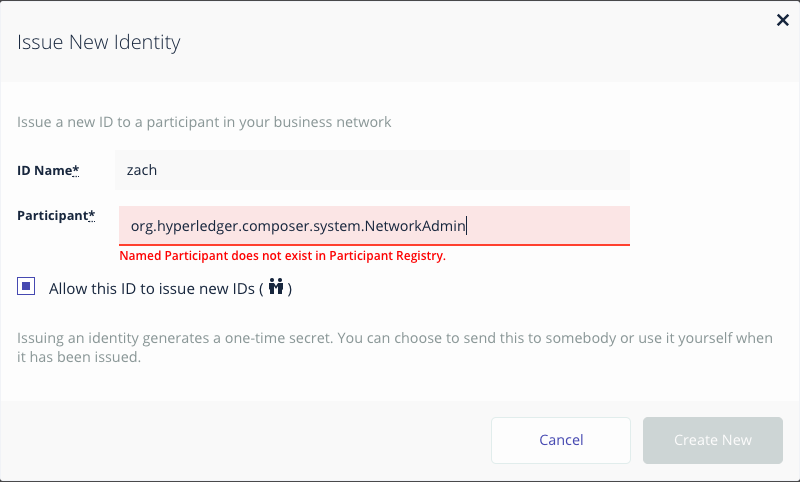 Issue New Identity
Issue a new ID to a participant in your business network
ID Name*
zach
Participant*
org.hyperledger.composer.system.NetworkAdmin
Named Participant does not exist in Participant Registry.
Allow this ID to issue new IDs ( )
Issuing an identity generates a one-time secret. You can choose to send this to somebody or use it yourself when
it has been issued.
Cancel
Create New